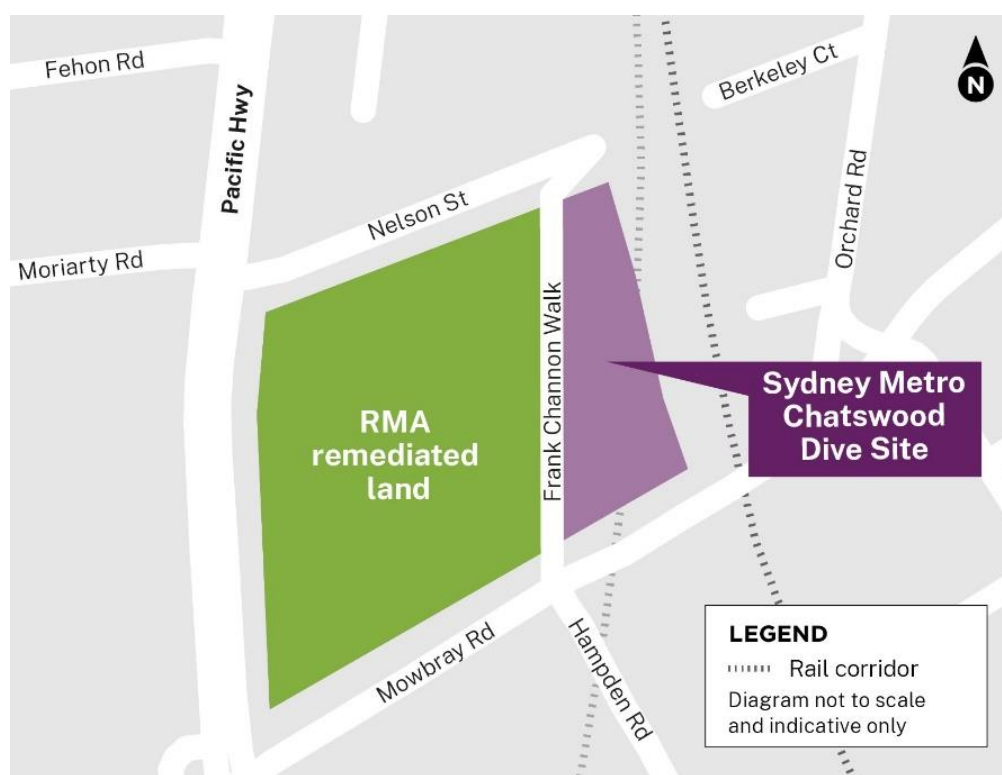 Fehon Rd
Pacific Hwy
Berkeley Ct
N
Nelson St
Orchard Rd
Moriarty Rd
Frank Channon Walk
RMA
remediated
land
Sydney Metro
Chatswood
Dive Site
Mowbray Rd
Hampden Rd
LEGEND
Rail corridor
Diagram not to scale
and indicative only